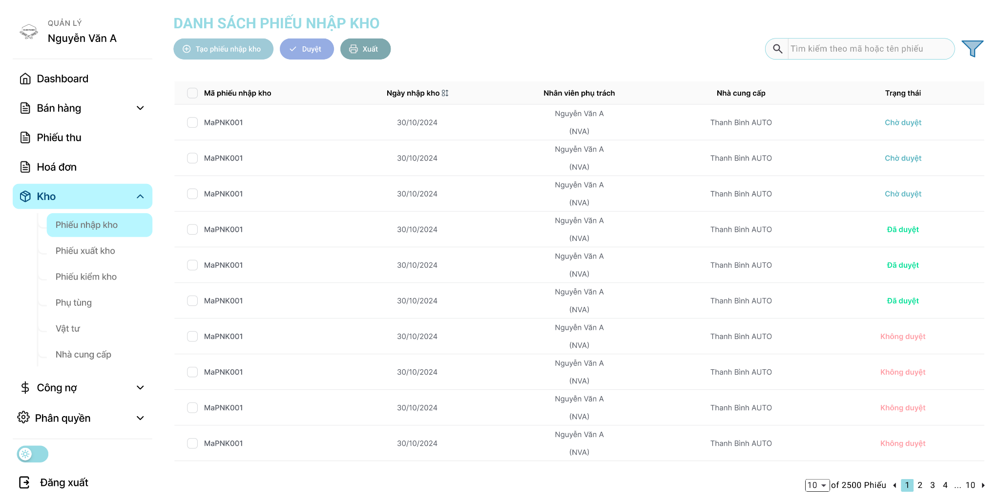 QUẢN LÝ
Nguyễn Văn A
Dashboard
Bán hàng
Phiếu thu
Hoá đơn
Kho
Phiếu nhập kho
Phiếu xuất kho
Phiếu kiểm kho
Phụ tùng
Vật tư
Nhà cung cấp
Công nợ
Phân quyền
Đăng xuất
DANH SÁCH PHIẾU NHẬP KHO
Tạo phiếu nhập kho Duyệt Xuất
Tìm kiếm theo mã hoặc tên phiếu
Mã phiếu nhập kho Ngày nhập kho Nhân viên phụ trách Nhà cung cấp Trạng thái
Nguyễn Văn A
MaPNK001 30/10/2024 Thanh Bình AUTO Chờ duyệt
(NVA)
Nguyễn Văn A
MaPNK001 30/10/2024 Thanh Bình AUTO Chờ duyệt
(NVA)
Nguyễn Văn A
MaPNK001 30/10/2024 Thanh Bình AUTO Chờ duyệt
(NVA)
Nguyễn Văn A
MaPNK001 30/10/2024 Thanh Bình AUTO Đã duyệt
(NVA)
Nguyễn Văn A
MaPNK001 30/10/2024 Thanh Bình AUTO Đã duyệt
(NVA)
Nguyễn Văn A
MaPNK001 30/10/2024 Thanh Bình AUTO Đã duyệt
(NVA)
Nguyễn Văn A
MaPNK001 30/10/2024 Thanh Bình AUTO Không duyệt
(NVA)
Nguyễn Văn A
MaPNK001 30/10/2024 Thanh Bình AUTO Không duyệt
(NVA)
Nguyễn Văn A
MaPNK001 30/10/2024 Thanh Bình AUTO Không duyệt
(NVA)
Nguyễn Văn A
MaPNK001 30/10/2024 Thanh Bình AUTO Không duyệt
(NVA)
10 of 2500 Phiếu 1 2 3 4 ... 10